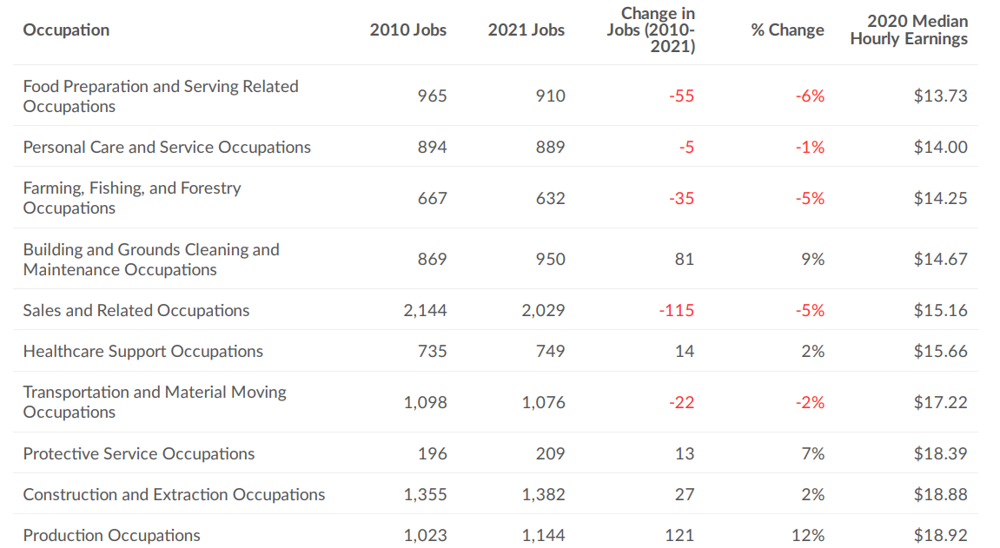 Occupation 2010 Jobs 2021 Jobs Change in Jobs (2010-2021) % Change 2020 Median Hourly Earnings
Food Preparation and Serving Related Occupations 965 910 -55 -6% $13.73
Personal Care and Service Occupations 894 889 -5 -1% $14.00
Farming, Fishing, and Forestry Occupations 667 632 -35 -5% $14.25
Building and Grounds Cleaning and Maintenance Occupations 869 950 81 9% $14.67
Sales and Related Occupations 2,144 2,029 -115 -5% $15.16
Healthcare Support Occupations 735 749 14 2% $15.66
Transportation and Material Moving Occupations 1,098 1,076 -22 -2% $17.22
Protective Service Occupations 196 209 13 7% $18.39
Construction and Extraction Occupations 1,355 1,382 27 2% $18.88
Production Occupations 1,023 1,144 121 12% $18.92